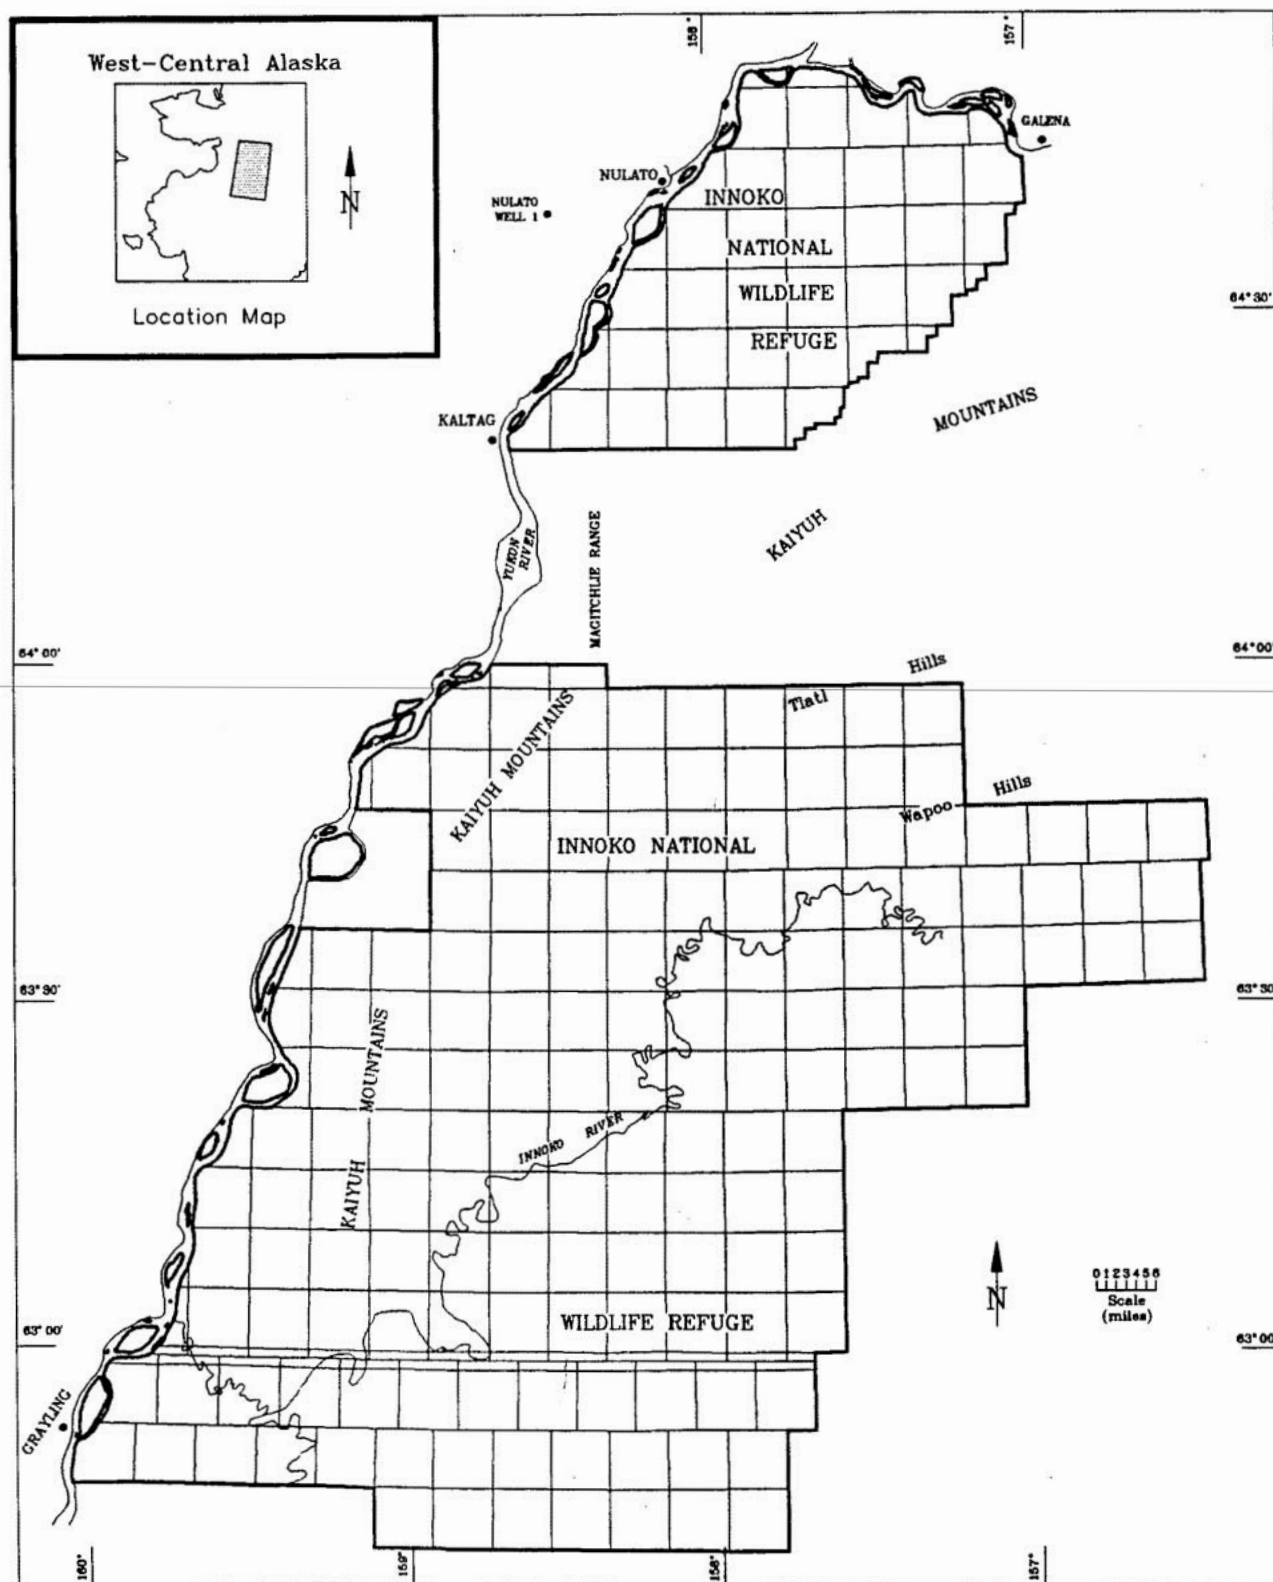 West-Central Alaska
N
Location Map
158°
157°
GALENA
NULATO
NULATO
WELL 1
INNOKO
NATIONAL
WILDLIFE
REFUGE
64° 30'
KALTAG
MOUNTAINS
KAIYUH
YUKON
RIVER
MAGITCHLIE RANGE
64° 00'
64° 00'
Hills
Tlatl
KAIYUH MOUNTAINS
Hills
Wapoo
INNOKO NATIONAL
63° 30'
63° 30'
MOUNTAINS
KAIYUH
INNOKO RIVER
N
0 1 2 3 4 5 6
Scale
(miles)
WILDLIFE REFUGE
63° 00'
63° 00'
GRAYLING
160°
159°
158°
157°